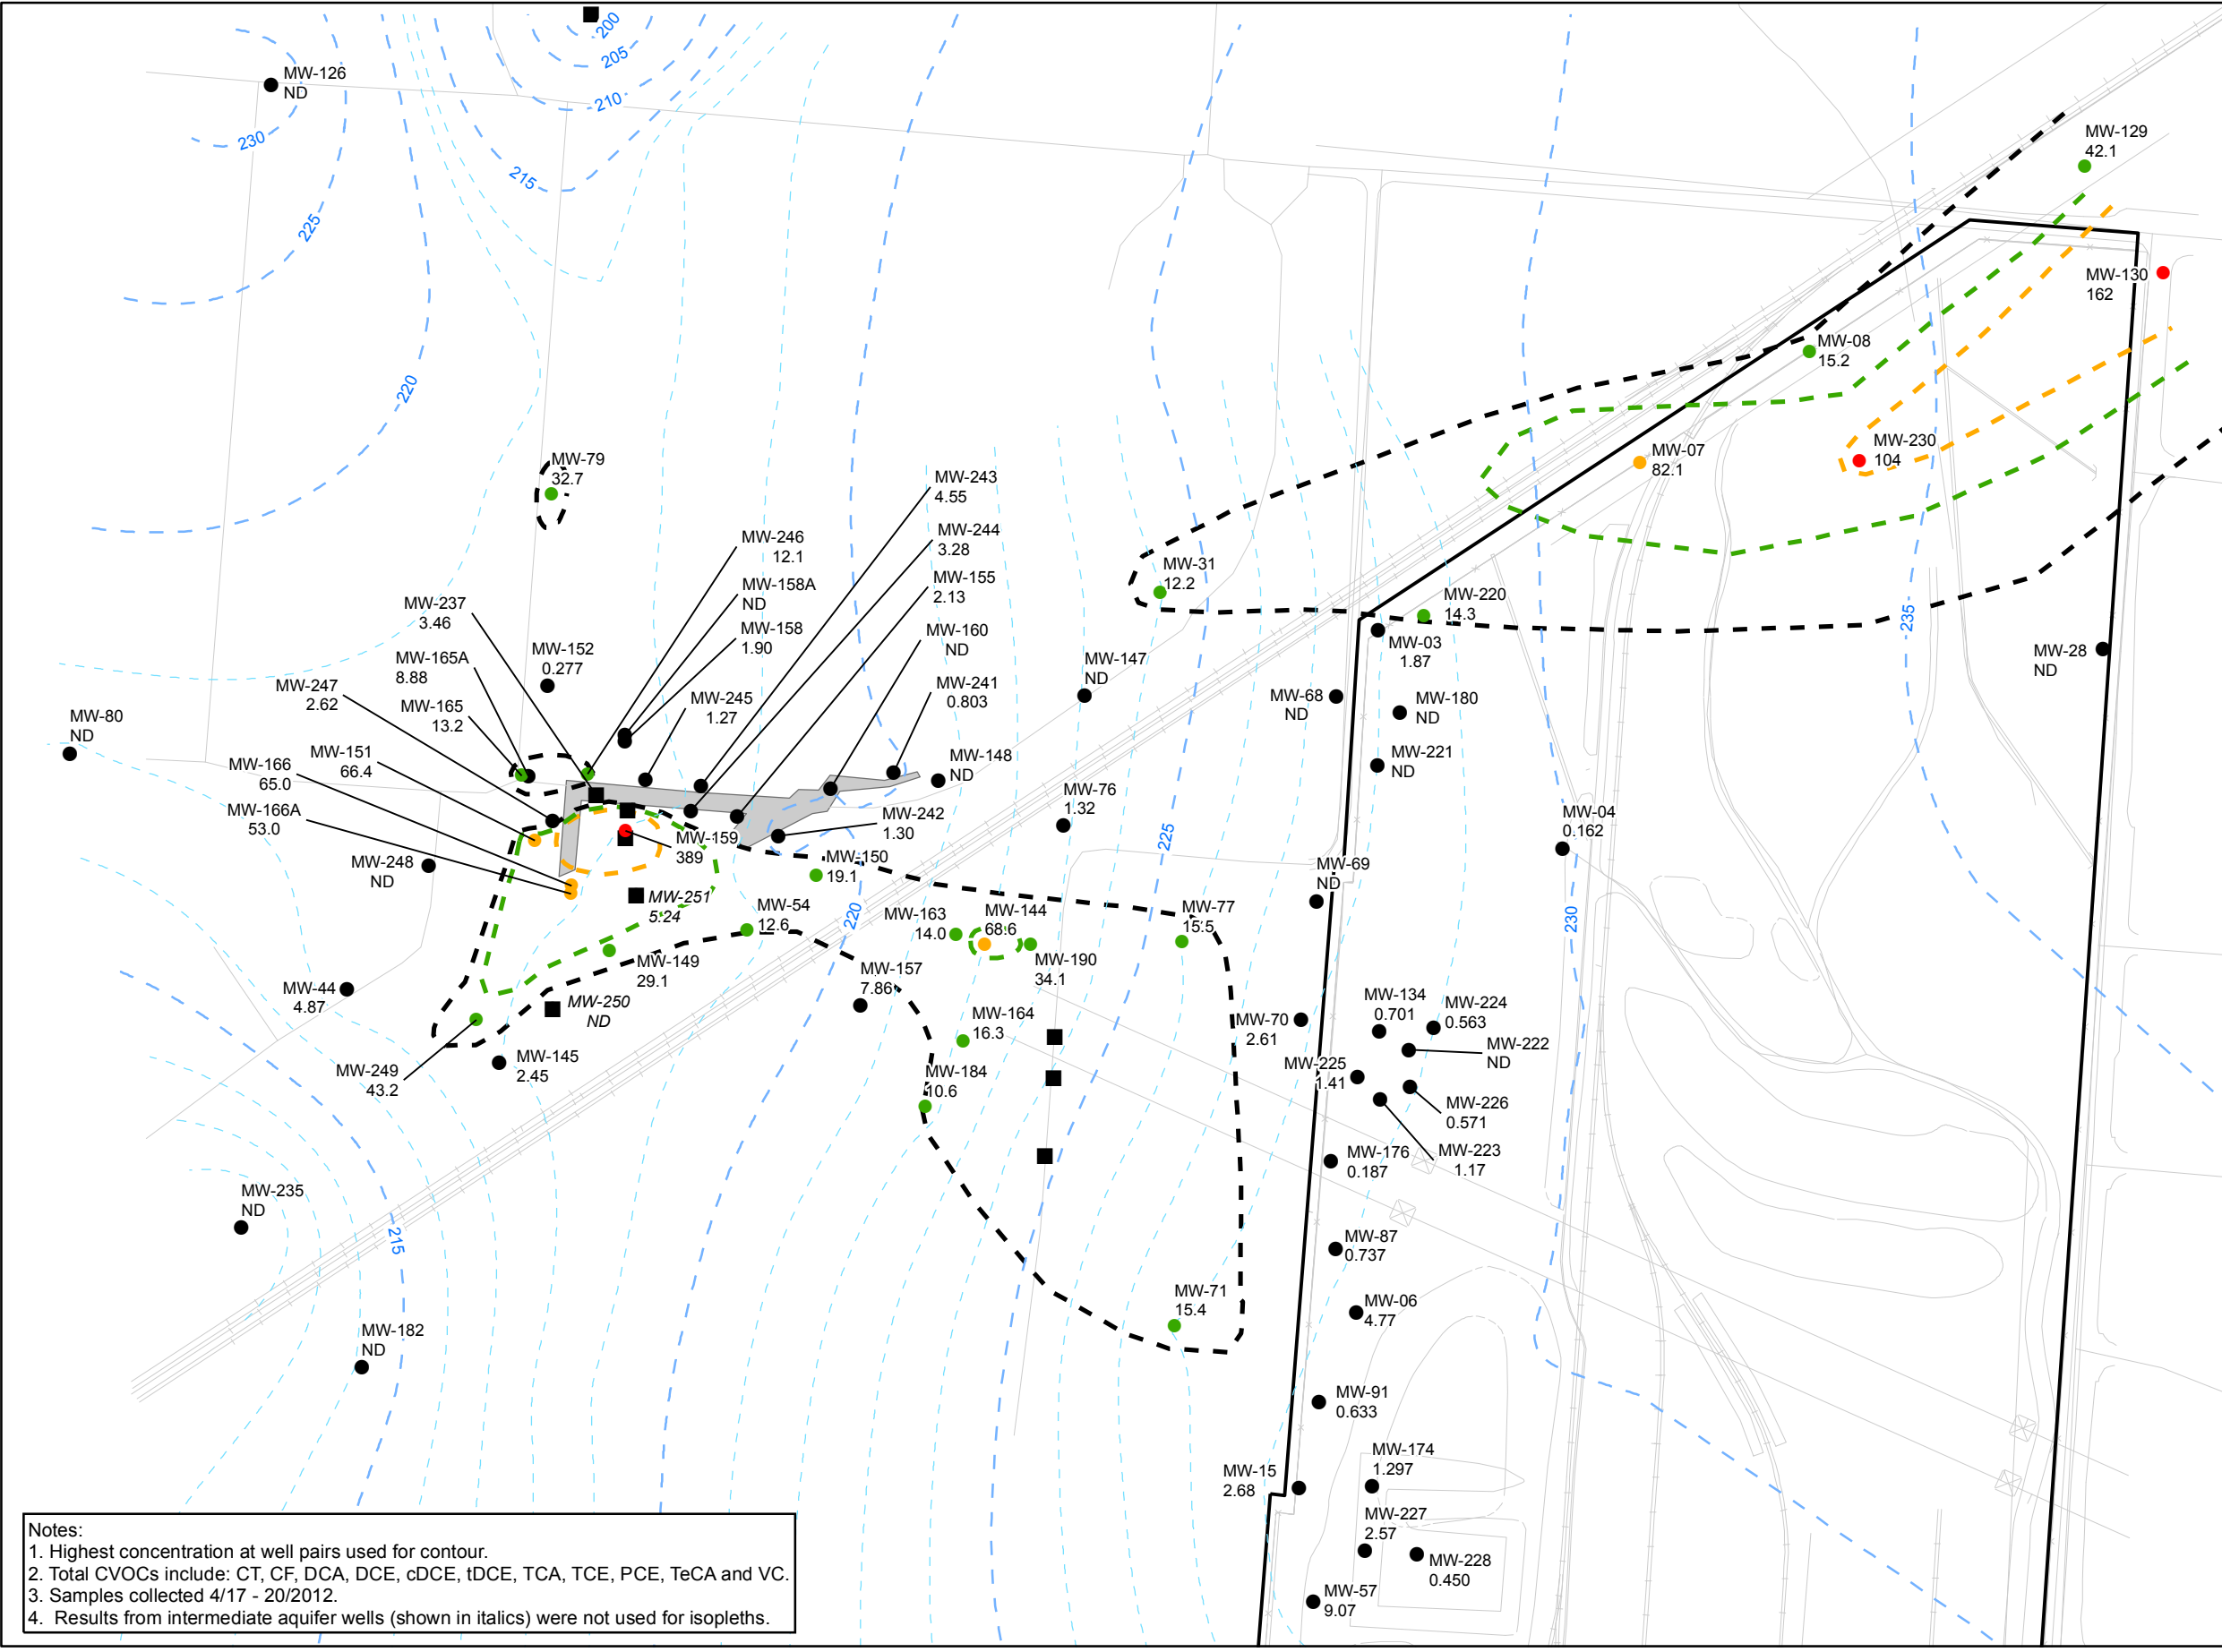 200
205
210
215
MW-126
ND
230
225
220
MW-129
42.1
MW-130
162
MW-08
15.2
MW-230
104
MW-07
82.1
MW-79
32.7
MW-243
4.55
MW-244
3.28
MW-246
12.1
MW-155
2.13
MW-158A
ND
MW-158
1.90
MW-160
ND
MW-237
3.46
MW-31
12.2
MW-220
14.3
235
MW-03
1.87
MW-28
ND
MW-152
0.277
MW-165A
8.88
MW-247
2.62
MW-165
13.2
MW-245
1.27
MW-241
0.803
MW-147
ND
MW-68
ND
MW-180
ND
MW-80
ND
MW-151
66.4
MW-166
65.0
MW-166A
53.0
MW-148
ND
MW-221
ND
MW-76
1.32
MW-242
1.30
MW-04
0.162
225
MW-159
389
MW-248
ND
MW-150
19.1
MW-69
ND
MW-251
5.24
MW-54
12.6
220
MW-163
14.0
MW-144
68.6
MW-77
15.5
230
MW-149
29.1
MW-157
7.86
MW-190
34.1
MW-44
4.87
MW-250
ND
MW-164
16.3
MW-70
2.61
MW-134
0.701
MW-224
0.563
MW-222
ND
MW-145
2.45
MW-249
43.2
MW-184
10.6
MW-225
1.41
MW-226
0.571
MW-176
0.187
MW-223
1.17
MW-235
ND
215
MW-87
0.737
MW-71
15.4
MW-06
4.77
MW-182
ND
MW-91
0.633
MW-174
1.297
MW-15
2.68
MW-227
2.57
MW-228
0.450
MW-57
9.07
Notes:
1. Highest concentration at well pairs used for contour.
2. Total CVOCs include: CT, CF, DCA, DCE, cDCE, tDCE, TCA, TCE, PCE, TeCA and VC.
3. Samples collected 4/17 - 20/2012.
4. Results from intermediate aquifer wells (shown in italics) were not used for isopleths.